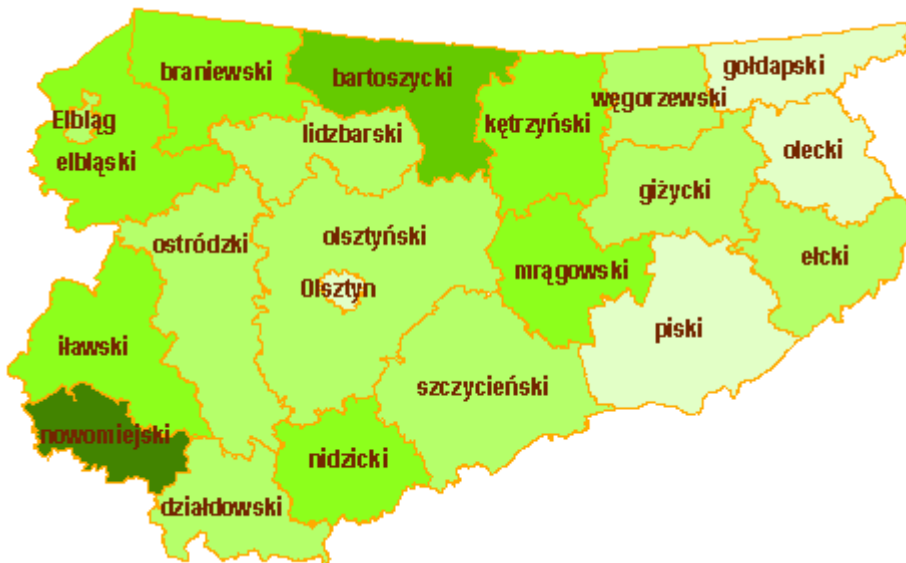 braniewski
bartoszycki
gołdapski
węgorzewski
Elbląg
lidzbarski
kętrzyński
olecki
elbląski
giżycki
ostródzki
olsztyński
ełcki
mrągowski
Olsztyn
piski
iławski
szczycieński
nowomiejski
nidzicki
działdowski